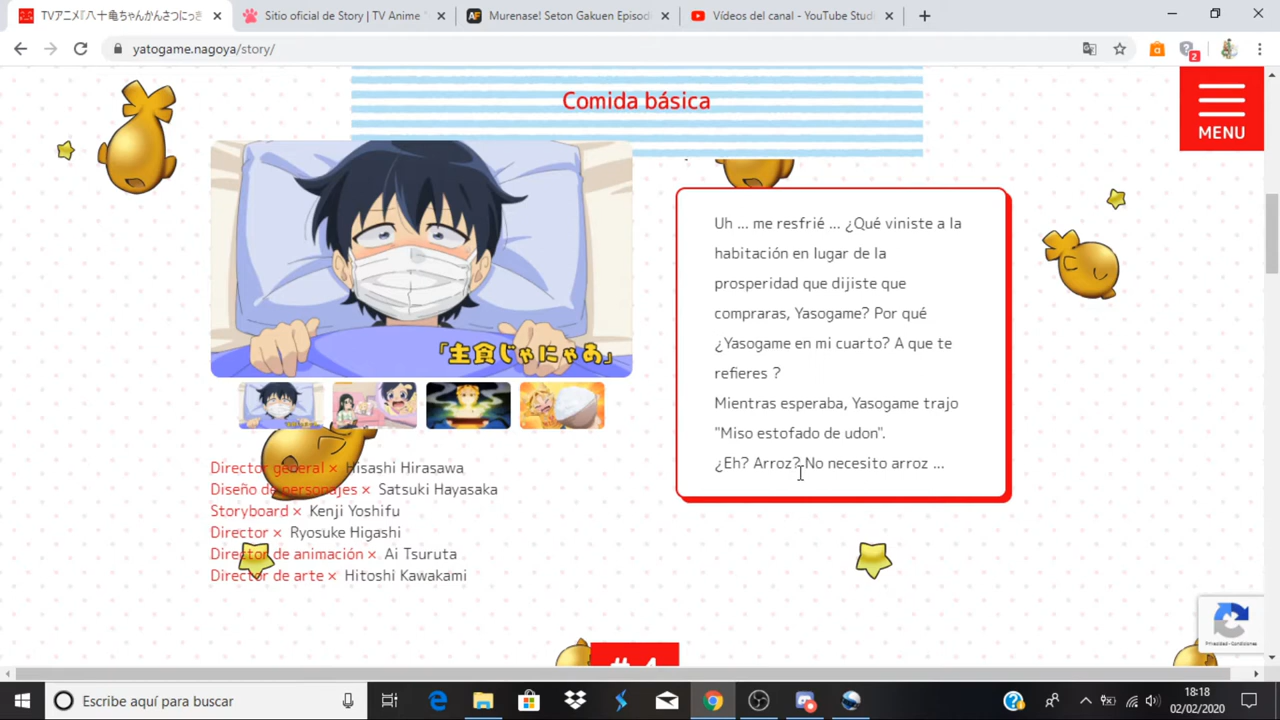 TVアニメ『八十亀ちゃんかんさつにっき
Sitio oficial de Story | TV Anime "
Murenase! Seton Gakuen Episod
Vídeos del canal - YouTube Stud
yatogame.nagoya/story/
2
MENU
Comida básica
「主食じゃにゃあ」
Uh ... me resfrié ... ¿Qué viniste a la
habitación en lugar de la
prosperidad que dijiste que
compraras, Yasogame? Por qué
¿Yasogame en mi cuarto? A que te
refieres ?
Mientras esperaba, Yasogame trajo
"Miso estofado de udon".
¿Eh? Arroz? No necesito arroz ...
Director general × Hisashi Hirasawa
Diseño de personajes × Satsuki Hayasaka
Storyboard × Kenji Yoshifu
Director × Ryosuke Higashi
Director de animación × Ai Tsuruta
Director de arte × Hitoshi Kawakami
Privacidad - Condiciones
Escribe aquí para buscar
18:18
02/02/2020